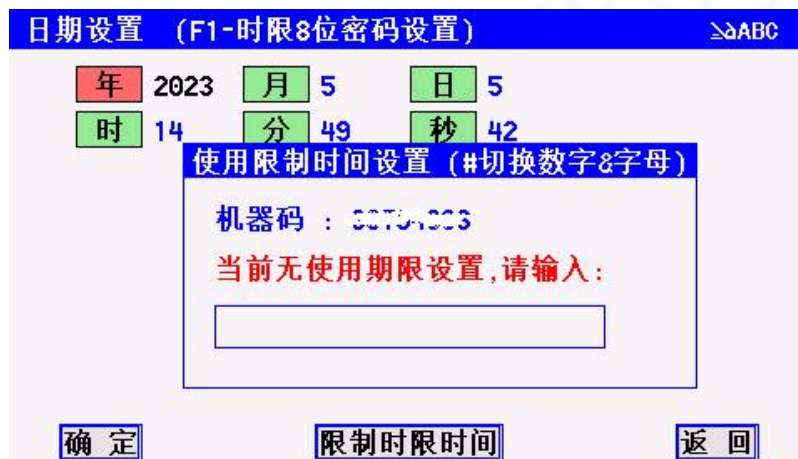 日期设置 (F1-时限8位密码设置) ABC
年 2023 月 5 日 5
时 14 分 49 秒 42
使用限制时间设置 (#切换数字&字母)
机器码 :
当前无使用期限设置,请输入:
确 定 限制时限时间 返 回